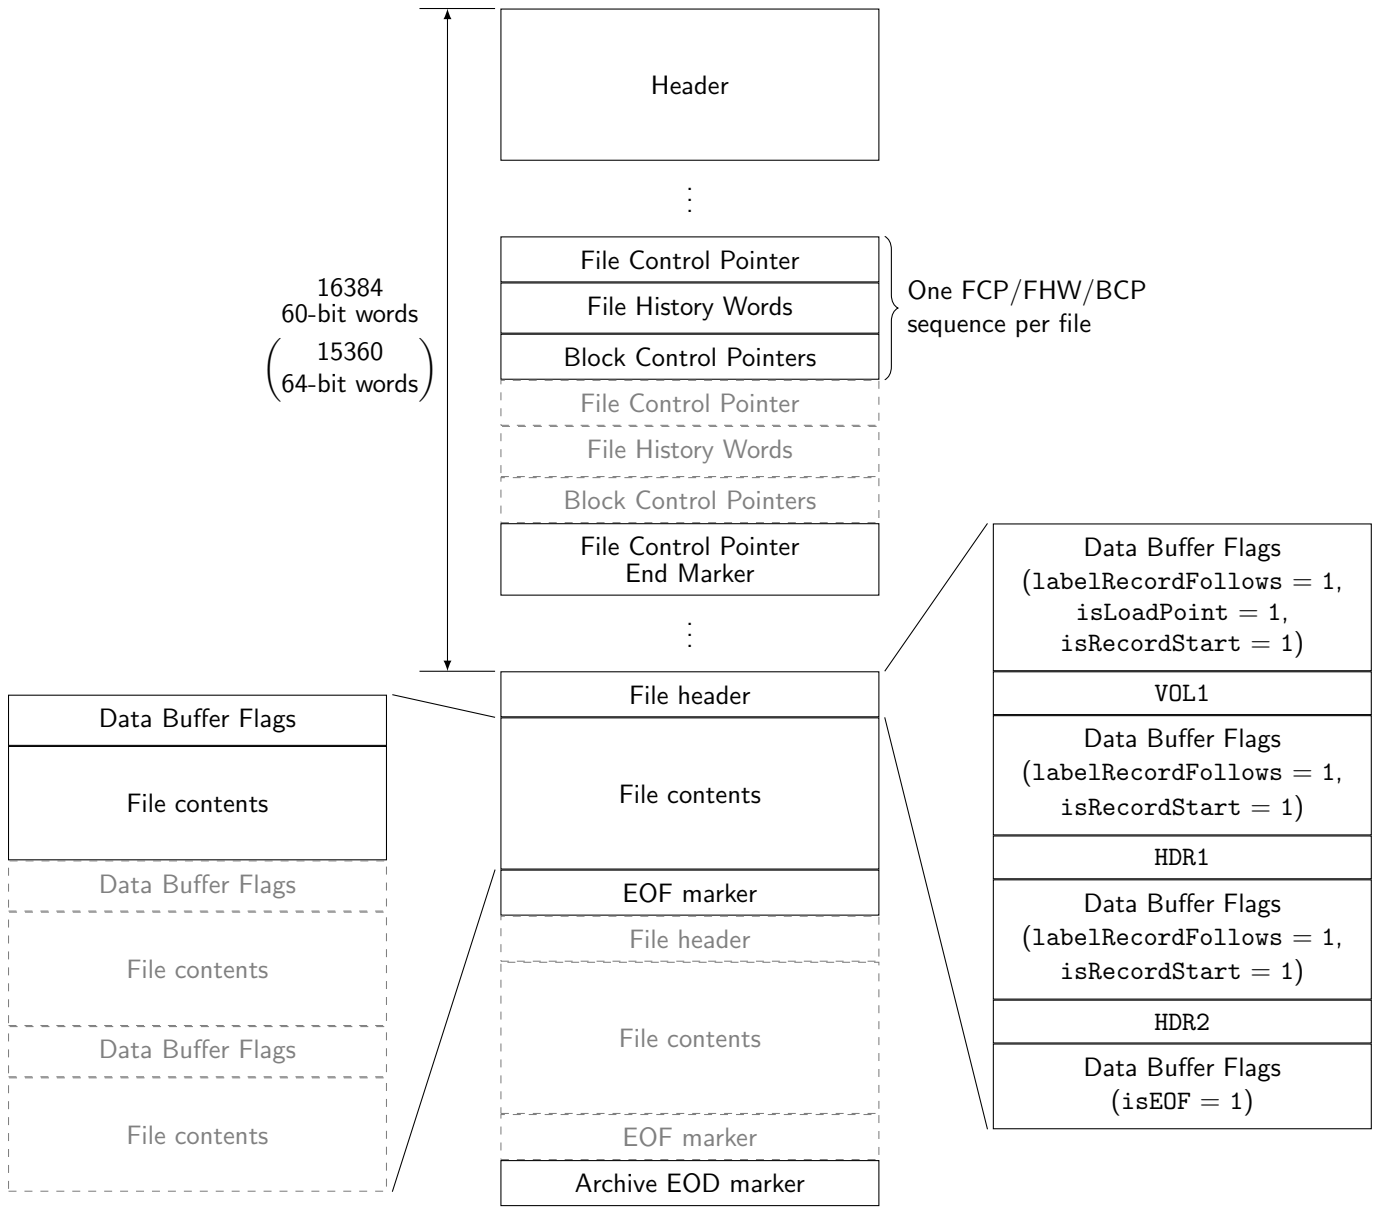 Header
⋮
File Control Pointer
File History Words
Block Control Pointers
One FCP/FHW/BCP
sequence per file
16384
60-bit words
(15360
64-bit words)
File Control Pointer
File History Words
Block Control Pointers
File Control Pointer
End Marker
⋮
File header
File contents
EOF marker
File header
File contents
EOF marker
Archive EOD marker
Data Buffer Flags
File contents
Data Buffer Flags
File contents
Data Buffer Flags
File contents
Data Buffer Flags
(labelRecordFollows = 1,
isLoadPoint = 1,
isRecordStart = 1)
VOL1
Data Buffer Flags
(labelRecordFollows = 1,
isRecordStart = 1)
HDR1
Data Buffer Flags
(labelRecordFollows = 1,
isRecordStart = 1)
HDR2
Data Buffer Flags
(isEOF = 1)